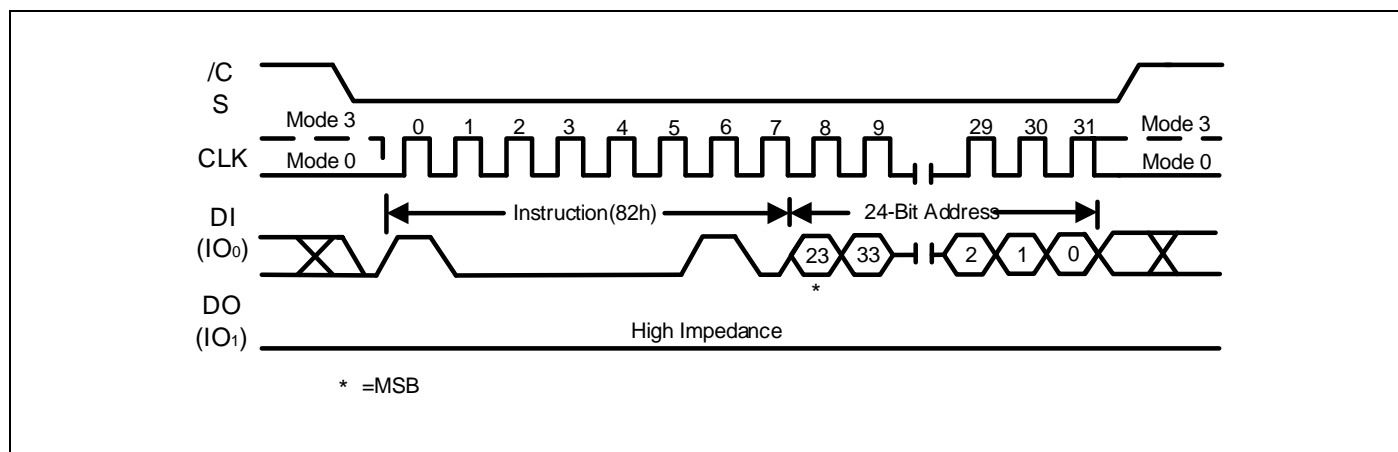 /C
S
Mode 3
CLK
Mode 0
0 1 2 3 4 5 6 7 8 9 29 30 31
Mode 3
Mode 0
DI
(IO0)
Instruction(82h)
24-Bit Address
23 33 2 1 0
*
DO
(IO1)
High Impedance
* =MSB